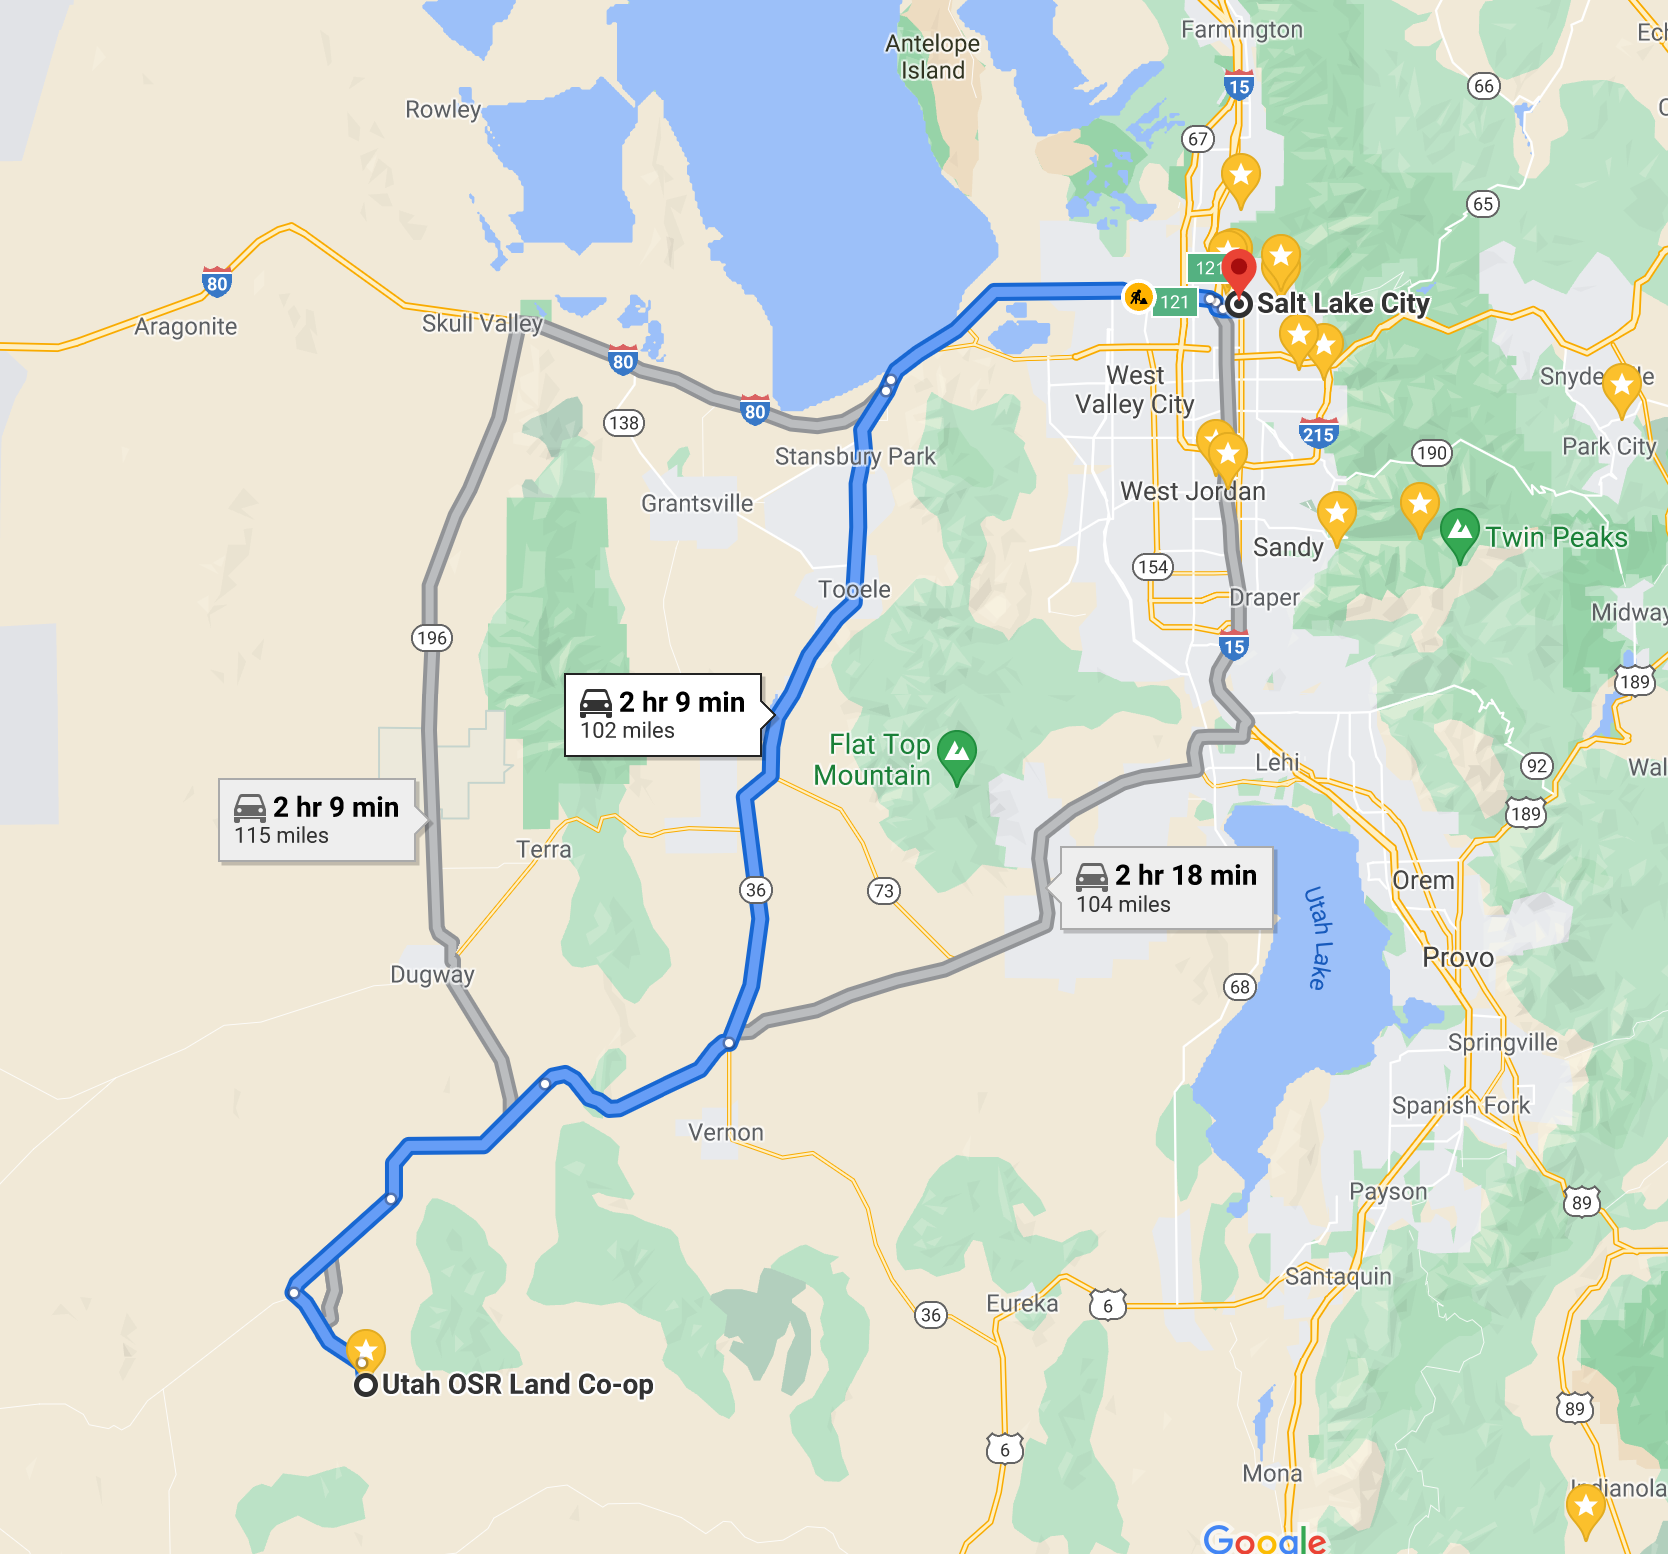 Farmington
Antelope
Island
Ech
15
66
Rowley
67
65
80
121
121
Salt Lake City
Aragonite
Skull Valley
80
West
Valley City
80
138
215
Park City
Stansbury Park
190
Grantsville
West Jordan
Sandy
Twin Peaks
154
Tooele
Draper
Midway
196
15
189
2 hr 9 min
102 miles
Flat Top
Mountain
Lehi
92
Wal
2 hr 9 min
115 miles
189
Terra
2 hr 18 min
104 miles
36
73
Orem
Utah Lake
Provo
Dugway
68
Springville
Spanish Fork
Vernon
Payson
89
Santaquin
Eureka
6
36
Utah OSR Land Co-op
89
6
Mona
Indianola
Google